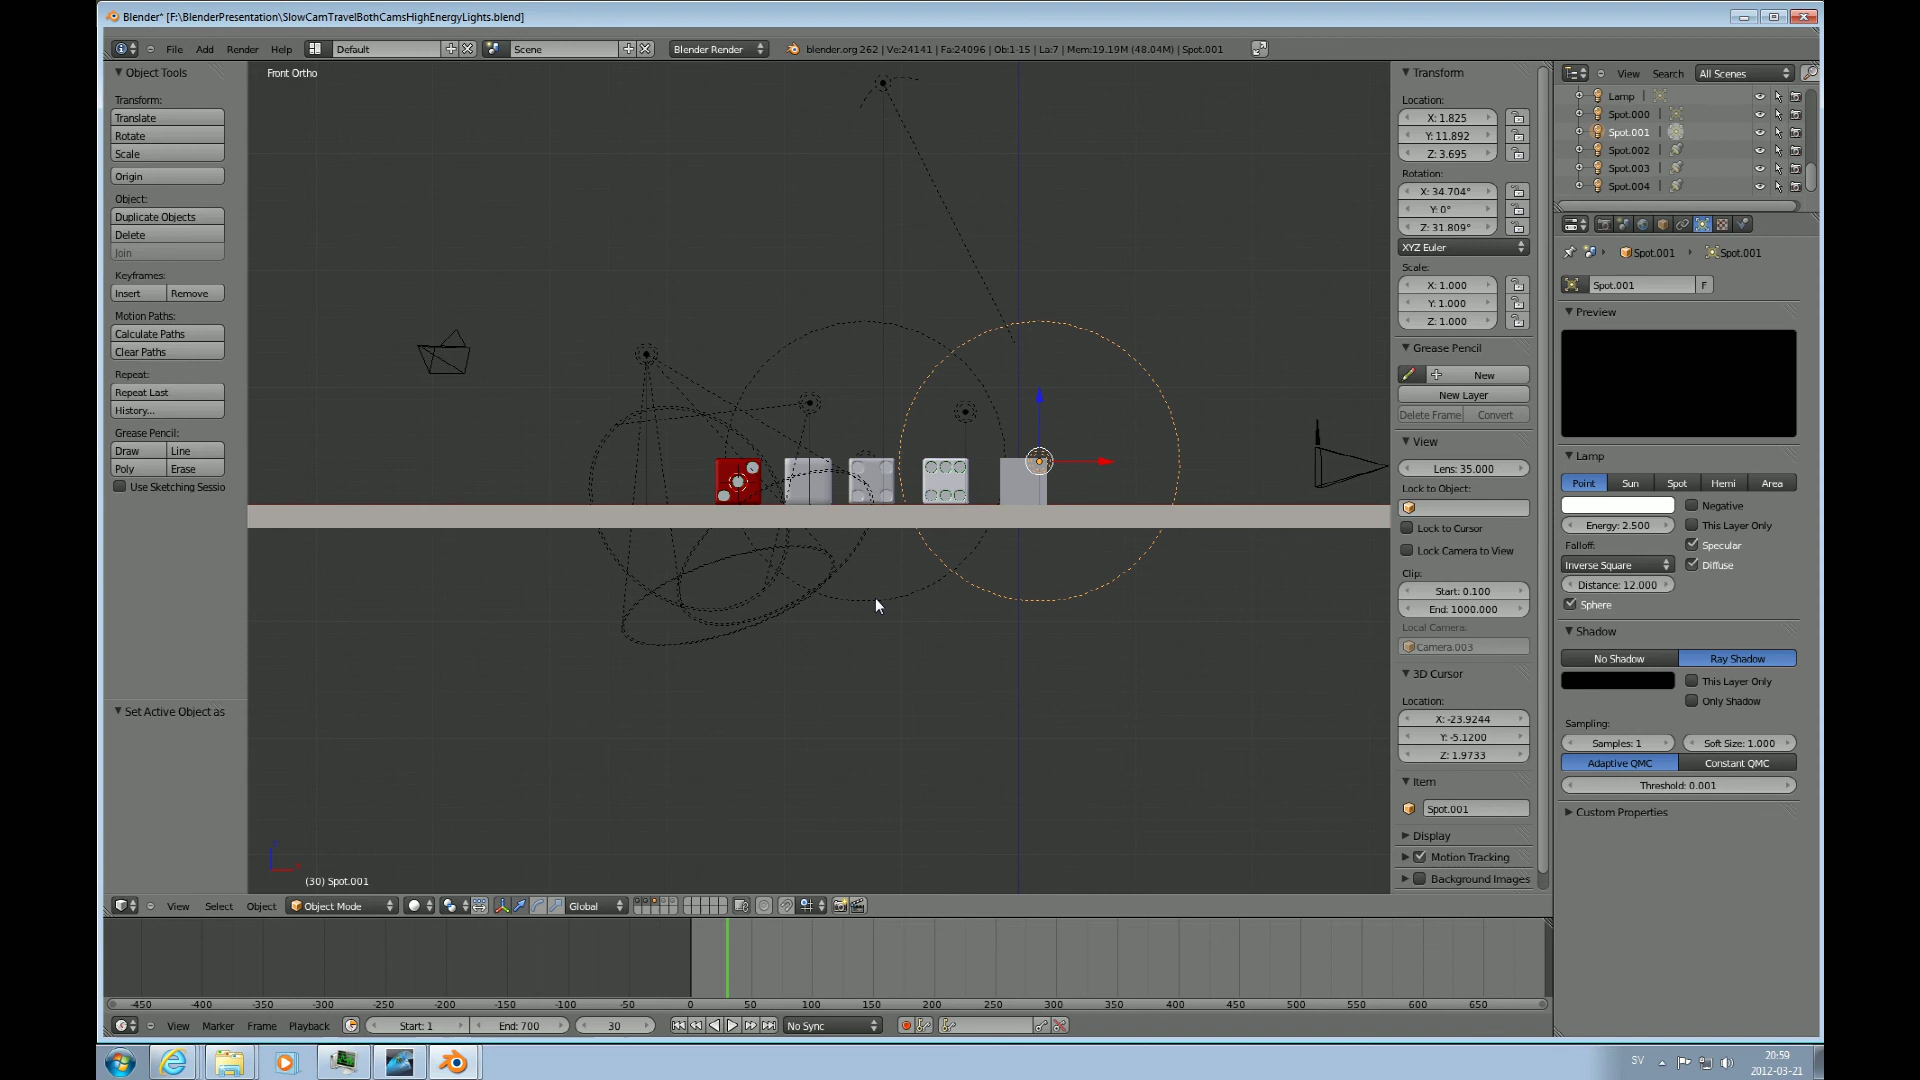 Blender* [F:\BlenderPresentation\SlowCamTravelBothCamsHighEnergyLights.blend]
File Add Render Help Default Scene Blender Render blender.org 262 | Ve:24141 | Fa:24096 | Ob:1-15 | La:7 | Mem:19.19M (48.04M) | Spot.001
Object Tools
Transform:
Translate
Rotate
Scale
Origin
Object:
Duplicate Objects
Delete
Join
Keyframes:
Insert Remove
Motion Paths:
Calculate Paths
Clear Paths
Repeat:
Repeat Last
History...
Grease Pencil:
Draw Line
Poly Erase
Use Sketching Sessio
Set Active Object as
Front Ortho
(30) Spot.001
Transform
Location:
X: 1.825
Y: 11.892
Z: 3.695
Rotation:
X: 34.704°
Y: 0°
Z: 31.809°
XYZ Euler
Scale:
X: 1.000
Y: 1.000
Z: 1.000
Grease Pencil
New
New Layer
Delete Frame Convert
View
Lens: 35.000
Lock to Object:
Lock to Cursor
Lock Camera to View
Clip:
Start: 0.100
End: 1000.000
Local Camera:
Camera.003
3D Cursor
Location:
X: -23.9244
Y: -5.1200
Z: 1.9733
Item
Spot.001
Display
Motion Tracking
Background Images
View Search All Scenes
Lamp
Spot.000
Spot.001
Spot.002
Spot.003
Spot.004
Spot.001 Spot.001
Spot.001 F
Preview
Lamp
Point Sun Spot Hemi Area
Negative
Energy: 2.500 This Layer Only
Falloff: Specular
Inverse Square Diffuse
Distance: 12.000
Sphere
Shadow
No Shadow Ray Shadow
This Layer Only
Only Shadow
Sampling:
Samples: 1 Soft Size: 1.000
Adaptive QMC Constant QMC
Threshold: 0.001
Custom Properties
View Select Object Object Mode Global
-450 -400 -350 -300 -250 -200 -150 -100 -50 0 50 100 150 200 250 300 350 400 450 500 550 600 650
View Marker Frame Playback Start: 1 End: 700 30 No Sync
SV 20:59
2012-03-21